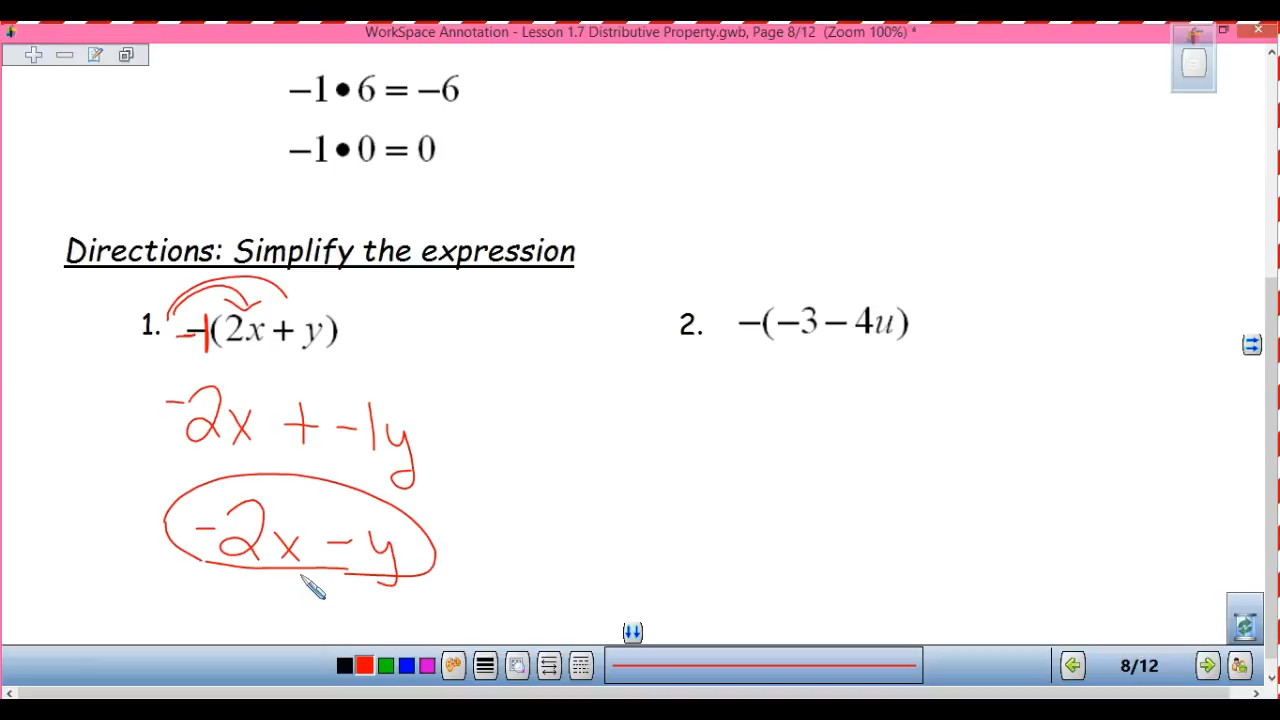 WorkSpace Annotation - Lesson 1.7 Distributive Property.gwb, Page 8/12 (Zoom 100%) *
−1•6 = −6
−1•0 = 0
Directions: Simplify the expression
1. −1(2x + y)
2. −(−3 − 4u)
-2x + -1y
-2x - y
8/12